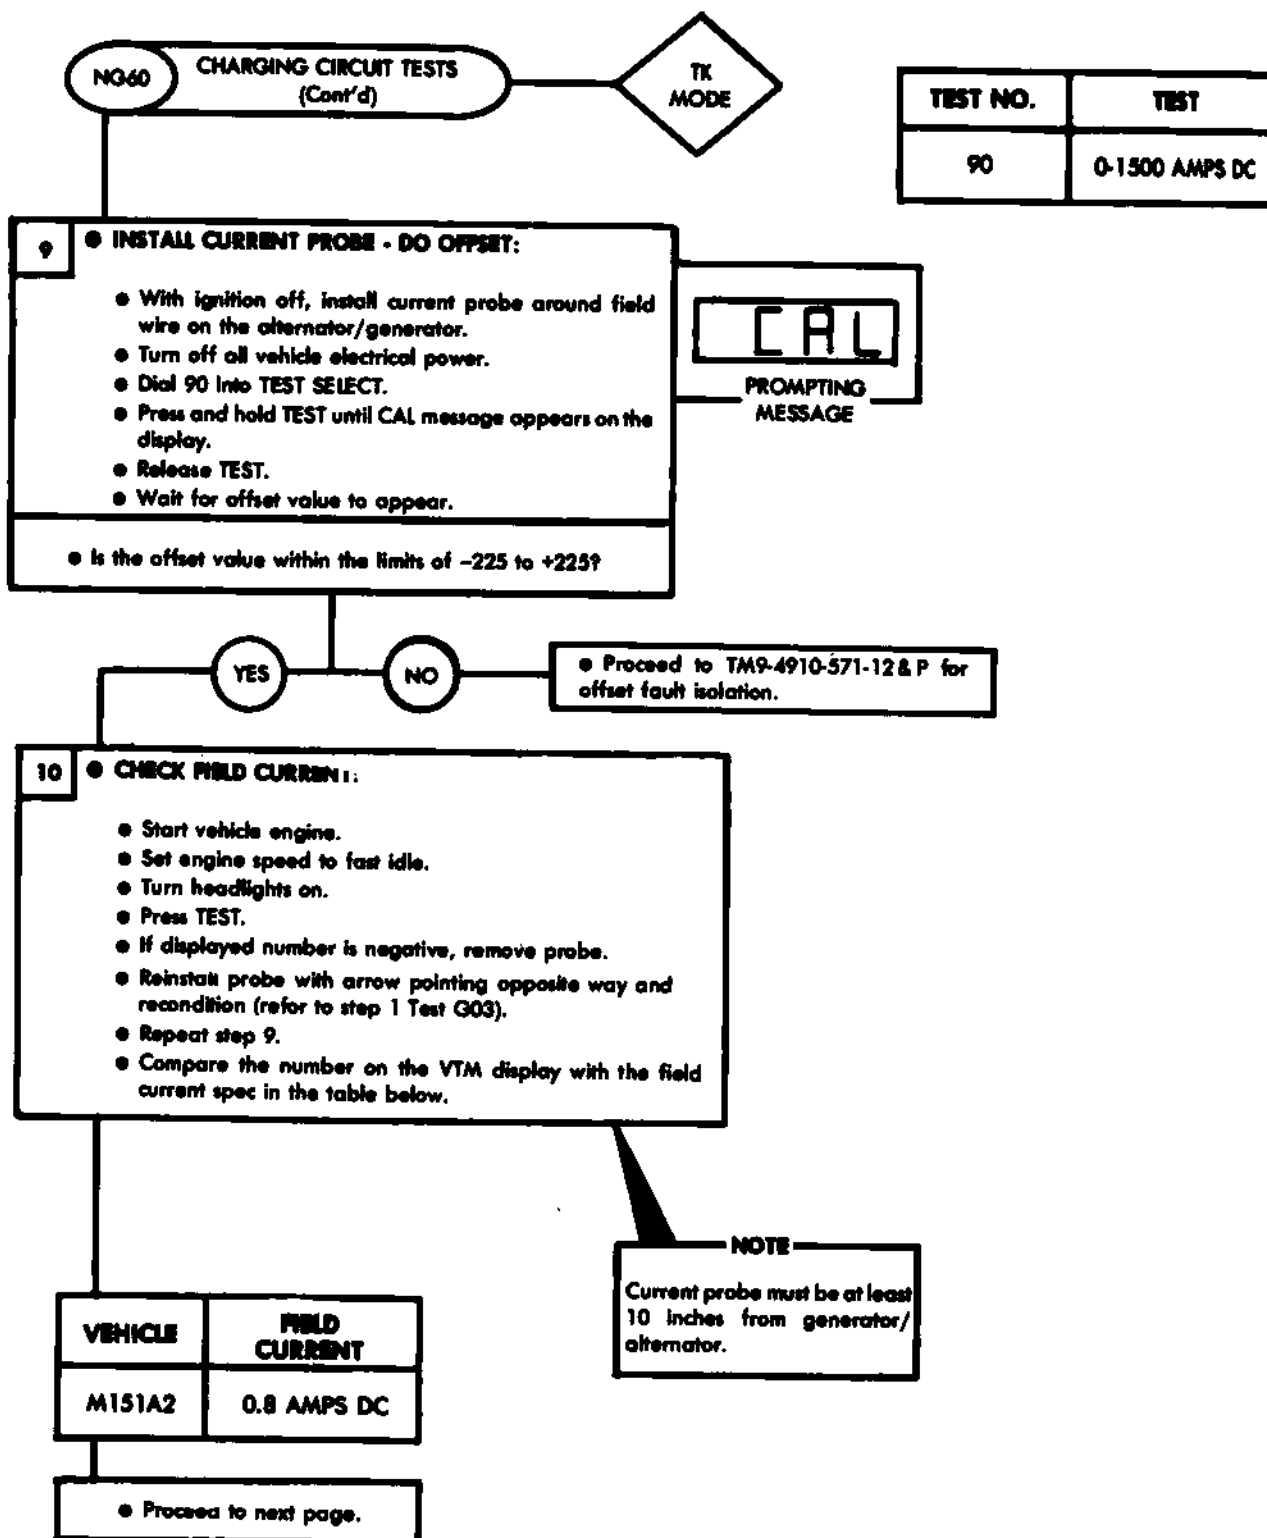 NG60
CHARGING CIRCUIT TESTS
(Cont'd)
TK
MODE
TEST NO.
TEST
90
0-1500 AMPS DC
9
● INSTALL CURRENT PROBE - DO OFFSET:
● With ignition off, install current probe around field
wire on the alternator/generator.
● Turn off all vehicle electrical power.
● Dial 90 into TEST SELECT.
● Press and hold TEST until CAL message appears on the
display.
● Release TEST.
● Wait for offset value to appear.
● Is the offset value within the limits of -225 to +225?
CAL
PROMPTING
MESSAGE
YES
NO
● Proceed to TM9-4910-571-12 & P for
offset fault isolation.
10
● CHECK FIELD CURRENT:
● Start vehicle engine.
● Set engine speed to fast idle.
● Turn headlights on.
● Press TEST.
● If displayed number is negative, remove probe.
● Reinstall probe with arrow pointing opposite way and
recondition (refor to step 1 Test G03).
● Repeat step 9.
● Compare the number on the VTM display with the field
current spec in the table below.
NOTE
Current probe must be at least
10 inches from generator/
alternator.
VEHICLE
FIELD
CURRENT
M151A2
0.8 AMPS DC
● Proceed to next page.